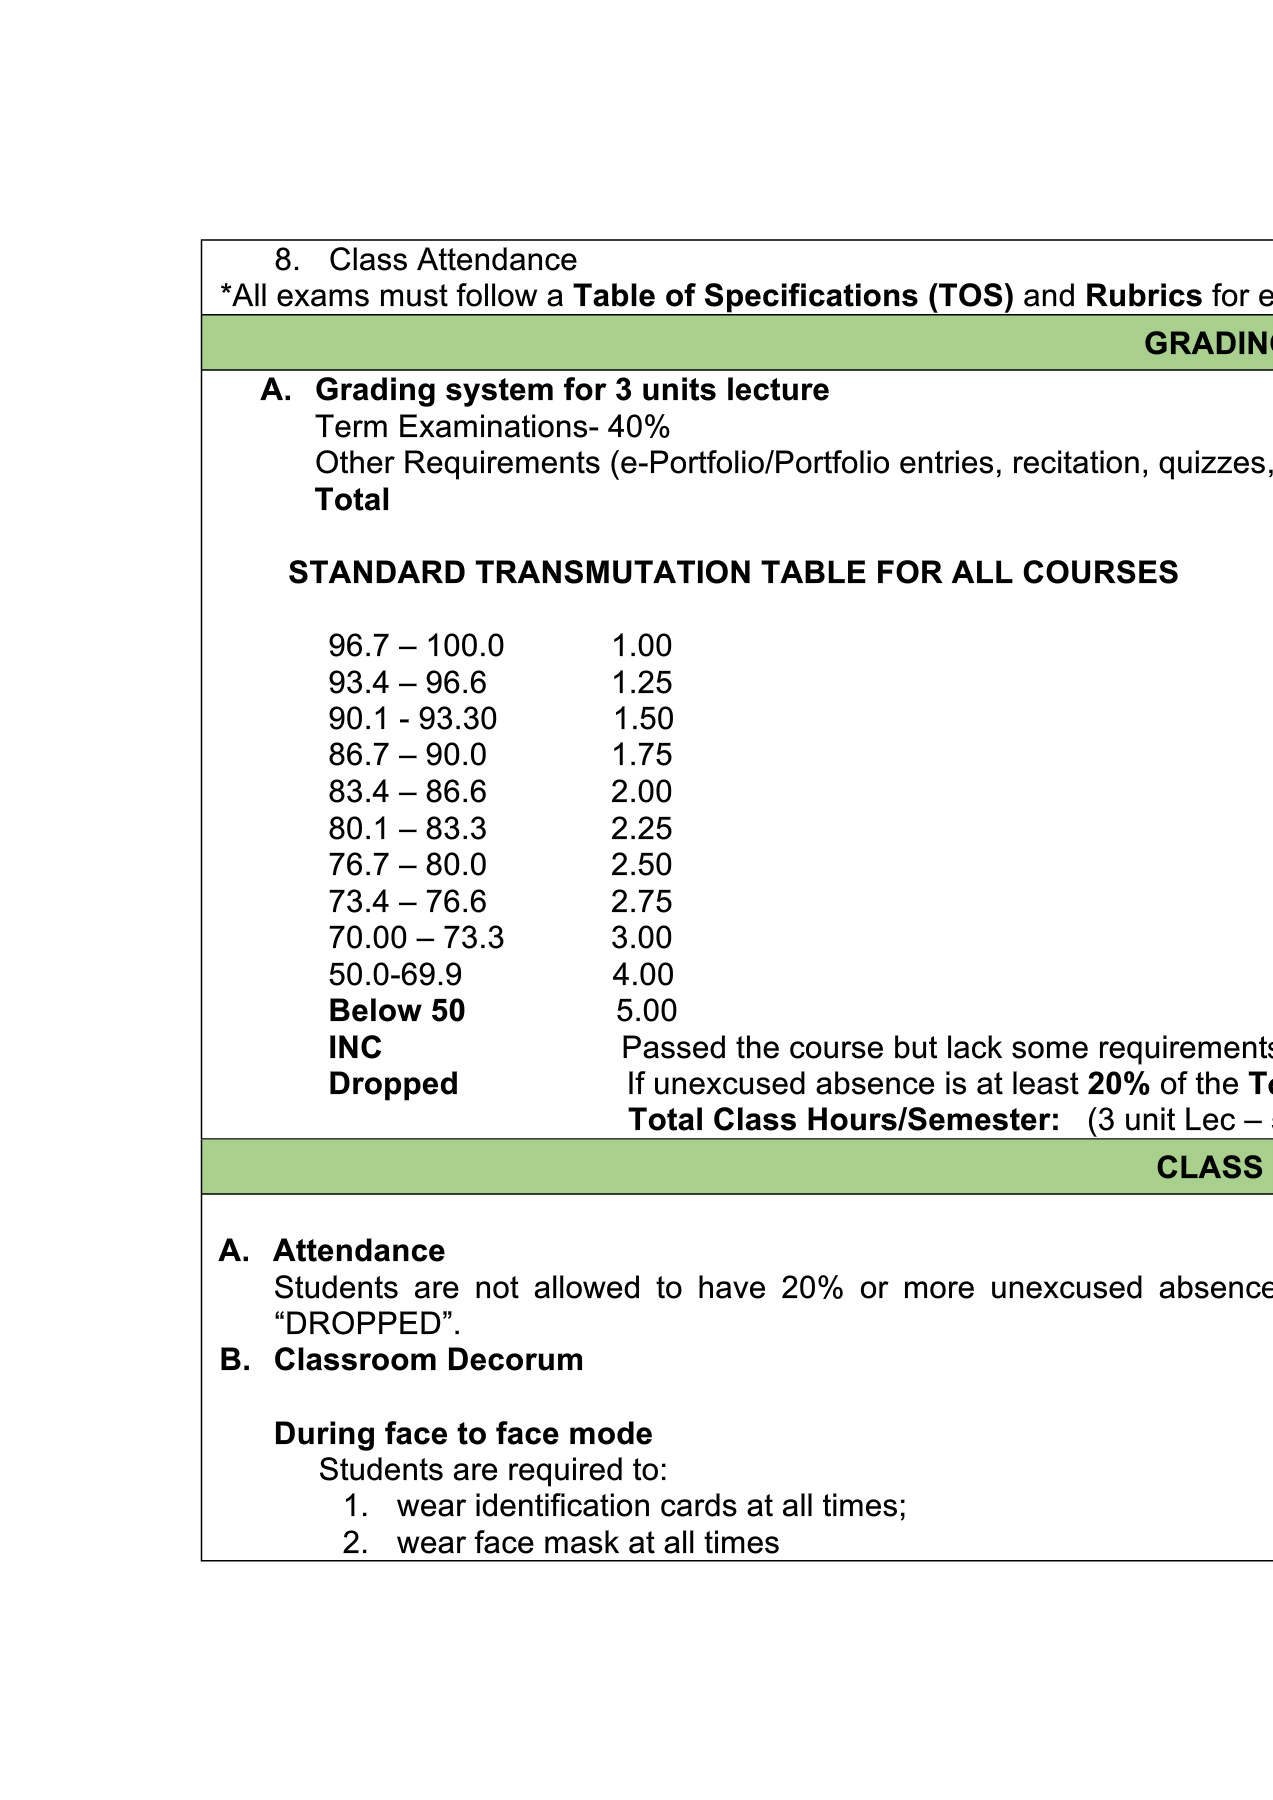 8. Class Attendance
*All exams must follow a Table of Specifications (TOS) and Rubrics for
GRADING
A. Grading system for 3 units lecture
Term Examinations- 40%
Other Requirements (e-Portfolio/Portfolio entries, recitation, quizzes,
Total
STANDARD TRANSMUTATION TABLE FOR ALL COURSES
96.7 – 100.0 1.00
93.4 – 96.6 1.25
90.1 - 93.30 1.50
86.7 – 90.0 1.75
83.4 – 86.6 2.00
80.1 – 83.3 2.25
76.7 – 80.0 2.50
73.4 – 76.6 2.75
70.00 – 73.3 3.00
50.0-69.9 4.00
Below 50 5.00
INC Passed the course but lack some requirements
Dropped If unexcused absence is at least 20% of the
Total Class Hours/Semester: (3 unit Lec –
CLASS
A. Attendance
Students are not allowed to have 20% or more unexcused absence
“DROPPED”.
B. Classroom Decorum
During face to face mode
Students are required to:
1. wear identification cards at all times;
2. wear face mask at all times